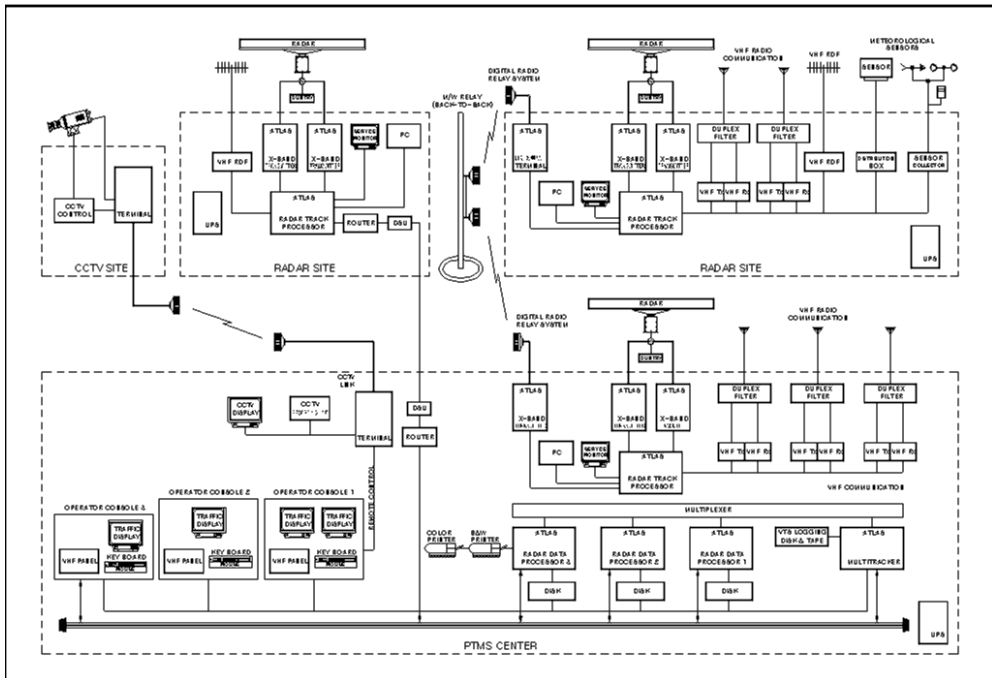 RADAR
VHF RDF
ATLAS
ATLAS
X-BAND
X-BAND
SERVICE
MONITOR
PC
VHF RDF
UPS
ATLAS
RADAR TRACK
PROCESSOR
ROUTER
DSU
RADAR SITE
CCTV
CONTROL
TERMINAL
CCTV SITE
M/W RELAY
(BACK-TO-BACK)
DIGITAL RADIO
RELAY SYSTEM
RADAR
VHF RADIO
COMMUNICATION
VHF RDF
METEOROLOGICAL
SENSORS
SENSOR
ATLAS
TERMINAL
ATLAS
ATLAS
X-BAND
X-BAND
DUPLEX
FILTER
DUPLEX
FILTER
VHF RDF
DISTRIBUTOR
BOX
SENSOR
COLLECTOR
PC
SERVICE
MONITOR
VHF TX
VHF RX
VHF TX
VHF RX
ATLAS
RADAR TRACK
PROCESSOR
UPS
RADAR SITE
DIGITAL RADIO
RELAY SYSTEM
RADAR
VHF RADIO
COMMUNICATION
CCTV
LINK
CCTV
DISPLAY
CCTV
TERMINAL
DSU
ROUTER
REMOTE CONTROL
ATLAS
X-BAND
ATLAS
ATLAS
X-BAND
X-BAND
DUPLEX
FILTER
DUPLEX
FILTER
DUPLEX
FILTER
PC
SERVICE
MONITOR
VHF TX
VHF RX
VHF TX
VHF RX
VHF TX
VHF RX
ATLAS
RADAR TRACK
PROCESSOR
VHF COMMUNICATION
OPERATOR CONSOLE 3
TRAFFIC
DISPLAY
VHF PANEL
KEY BOARD
MOUSE
OPERATOR CONSOLE 2
TRAFFIC
DISPLAY
VHF PANEL
KEY BOARD
MOUSE
OPERATOR CONSOLE 1
TRAFFIC
DISPLAY
TRAFFIC
DISPLAY
VHF PANEL
KEY BOARD
MOUSE
MULTIPLEXER
COLOR
PRINTER
B&W
PRINTER
ATLAS
RADAR DATA
PROCESSOR 3
ATLAS
RADAR DATA
PROCESSOR 2
ATLAS
RADAR DATA
PROCESSOR 1
VTS LOGGING
DISK & TAPE
ATLAS
MULTITRACKER
DISK
DISK
DISK
UPS
PTMS CENTER